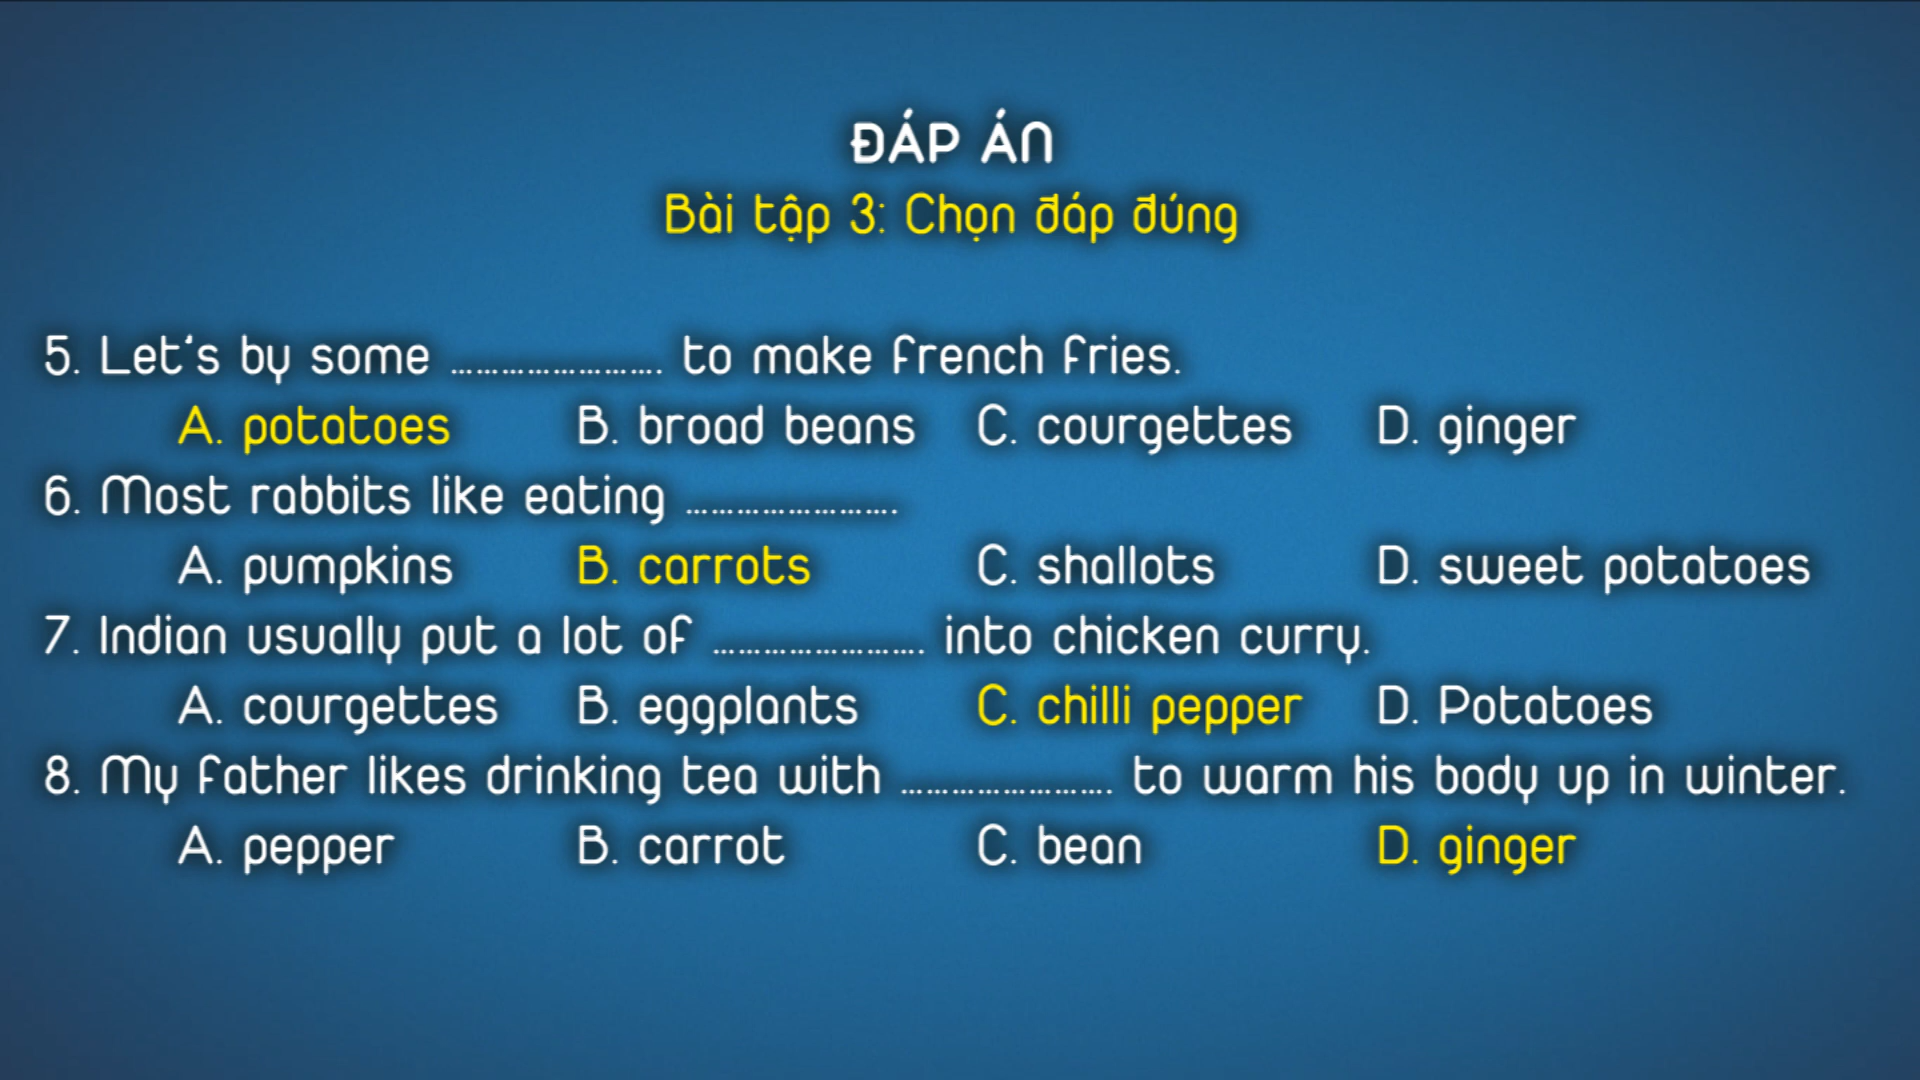 ĐÁP ÁN
Bài tập 3: Chọn đáp đúng
5. Let's by some ........................ to make french fries.
A. potatoes B. broad beans C. courgettes D. ginger
6. Most rabbits like eating ........................
A. pumpkins B. carrots C. shallots D. sweet potatoes
7. Indian usually put a lot of ........................ into chicken curry.
A. courgettes B. eggplants C. chilli pepper D. Potatoes
8. My father likes drinking tea with ........................ to warm his body up in winter.
A. pepper B. carrot C. bean D. ginger